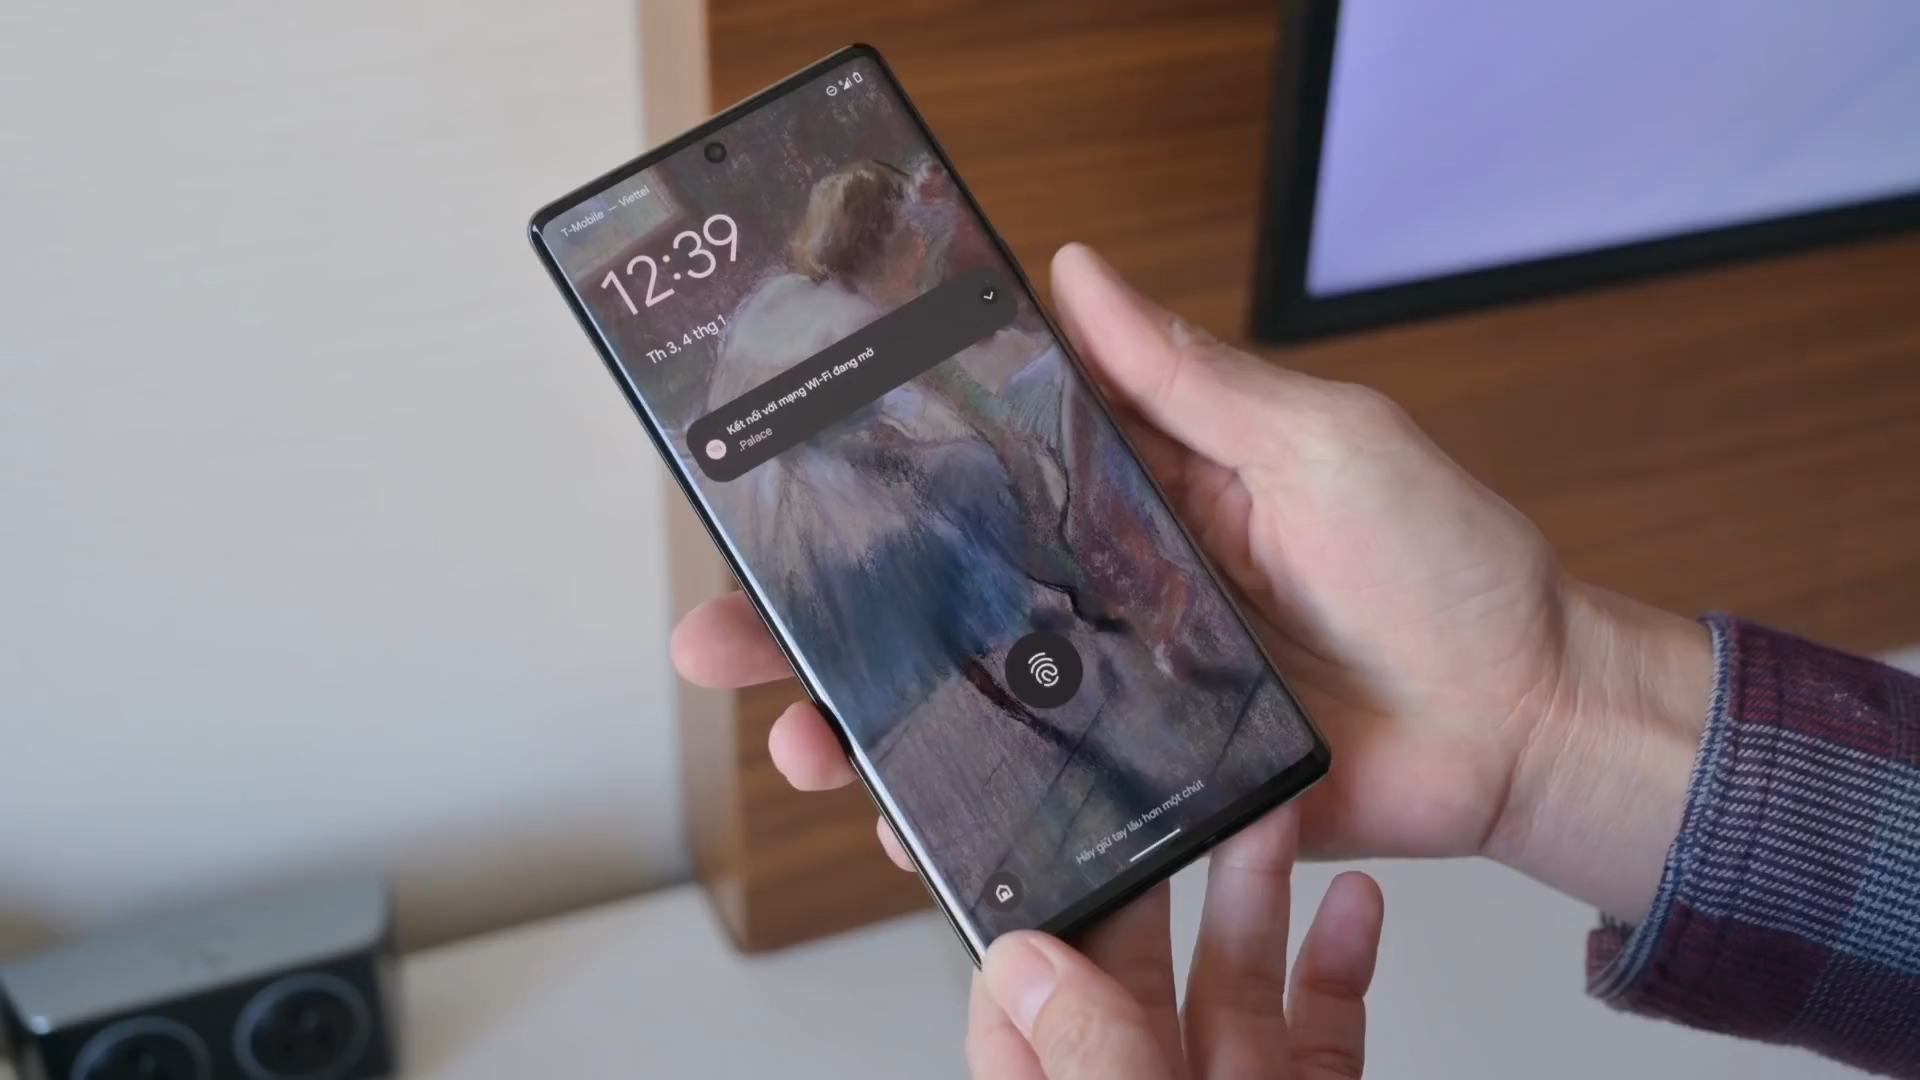 T-Mobile — Viettel
12:39
Th 3, 4 thg 1
Kết nối với mạng Wi-Fi đang mở
.Palace
Hãy giữ tay lâu hơn một chút